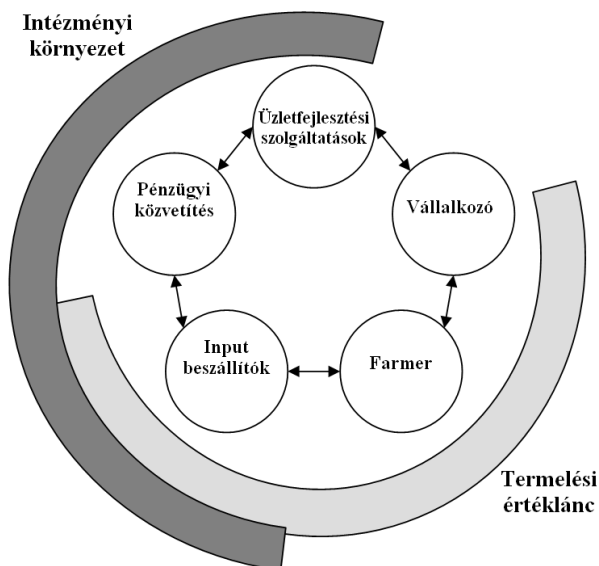 Intézményi
környezet
Üzletfejlesztési
szolgáltatások
Pénzügyi
közvetítés
Vállalkozó
Input
beszállítók
Farmer
Termelési
értéklánc